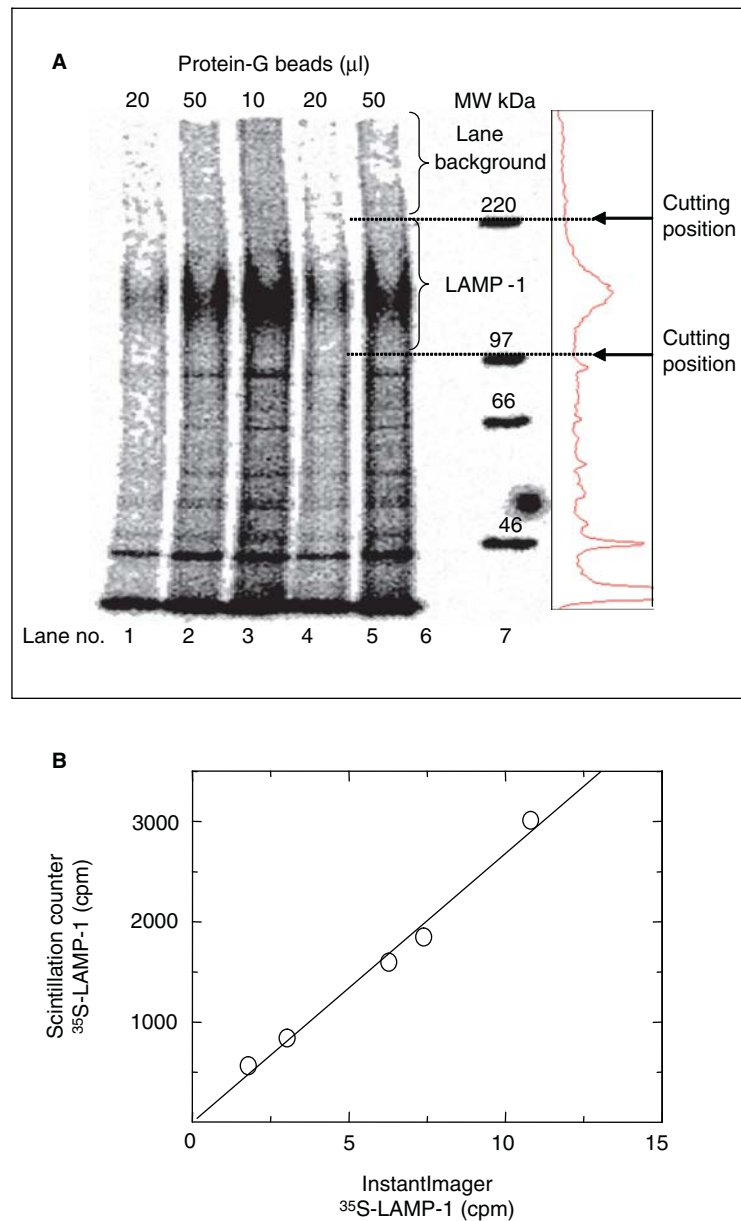 A
Protein-G beads (µl)
20 50 10 20 50 MW kDa
Lane
background
220
Cutting
position
LAMP -1
97
Cutting
position
66
46
Lane no. 1 2 3 4 5 6 7
B
Scintillation counter
³⁵S-LAMP-1 (cpm)
3000
2000
1000
0 5 10 15
InstantImager
³⁵S-LAMP-1 (cpm)